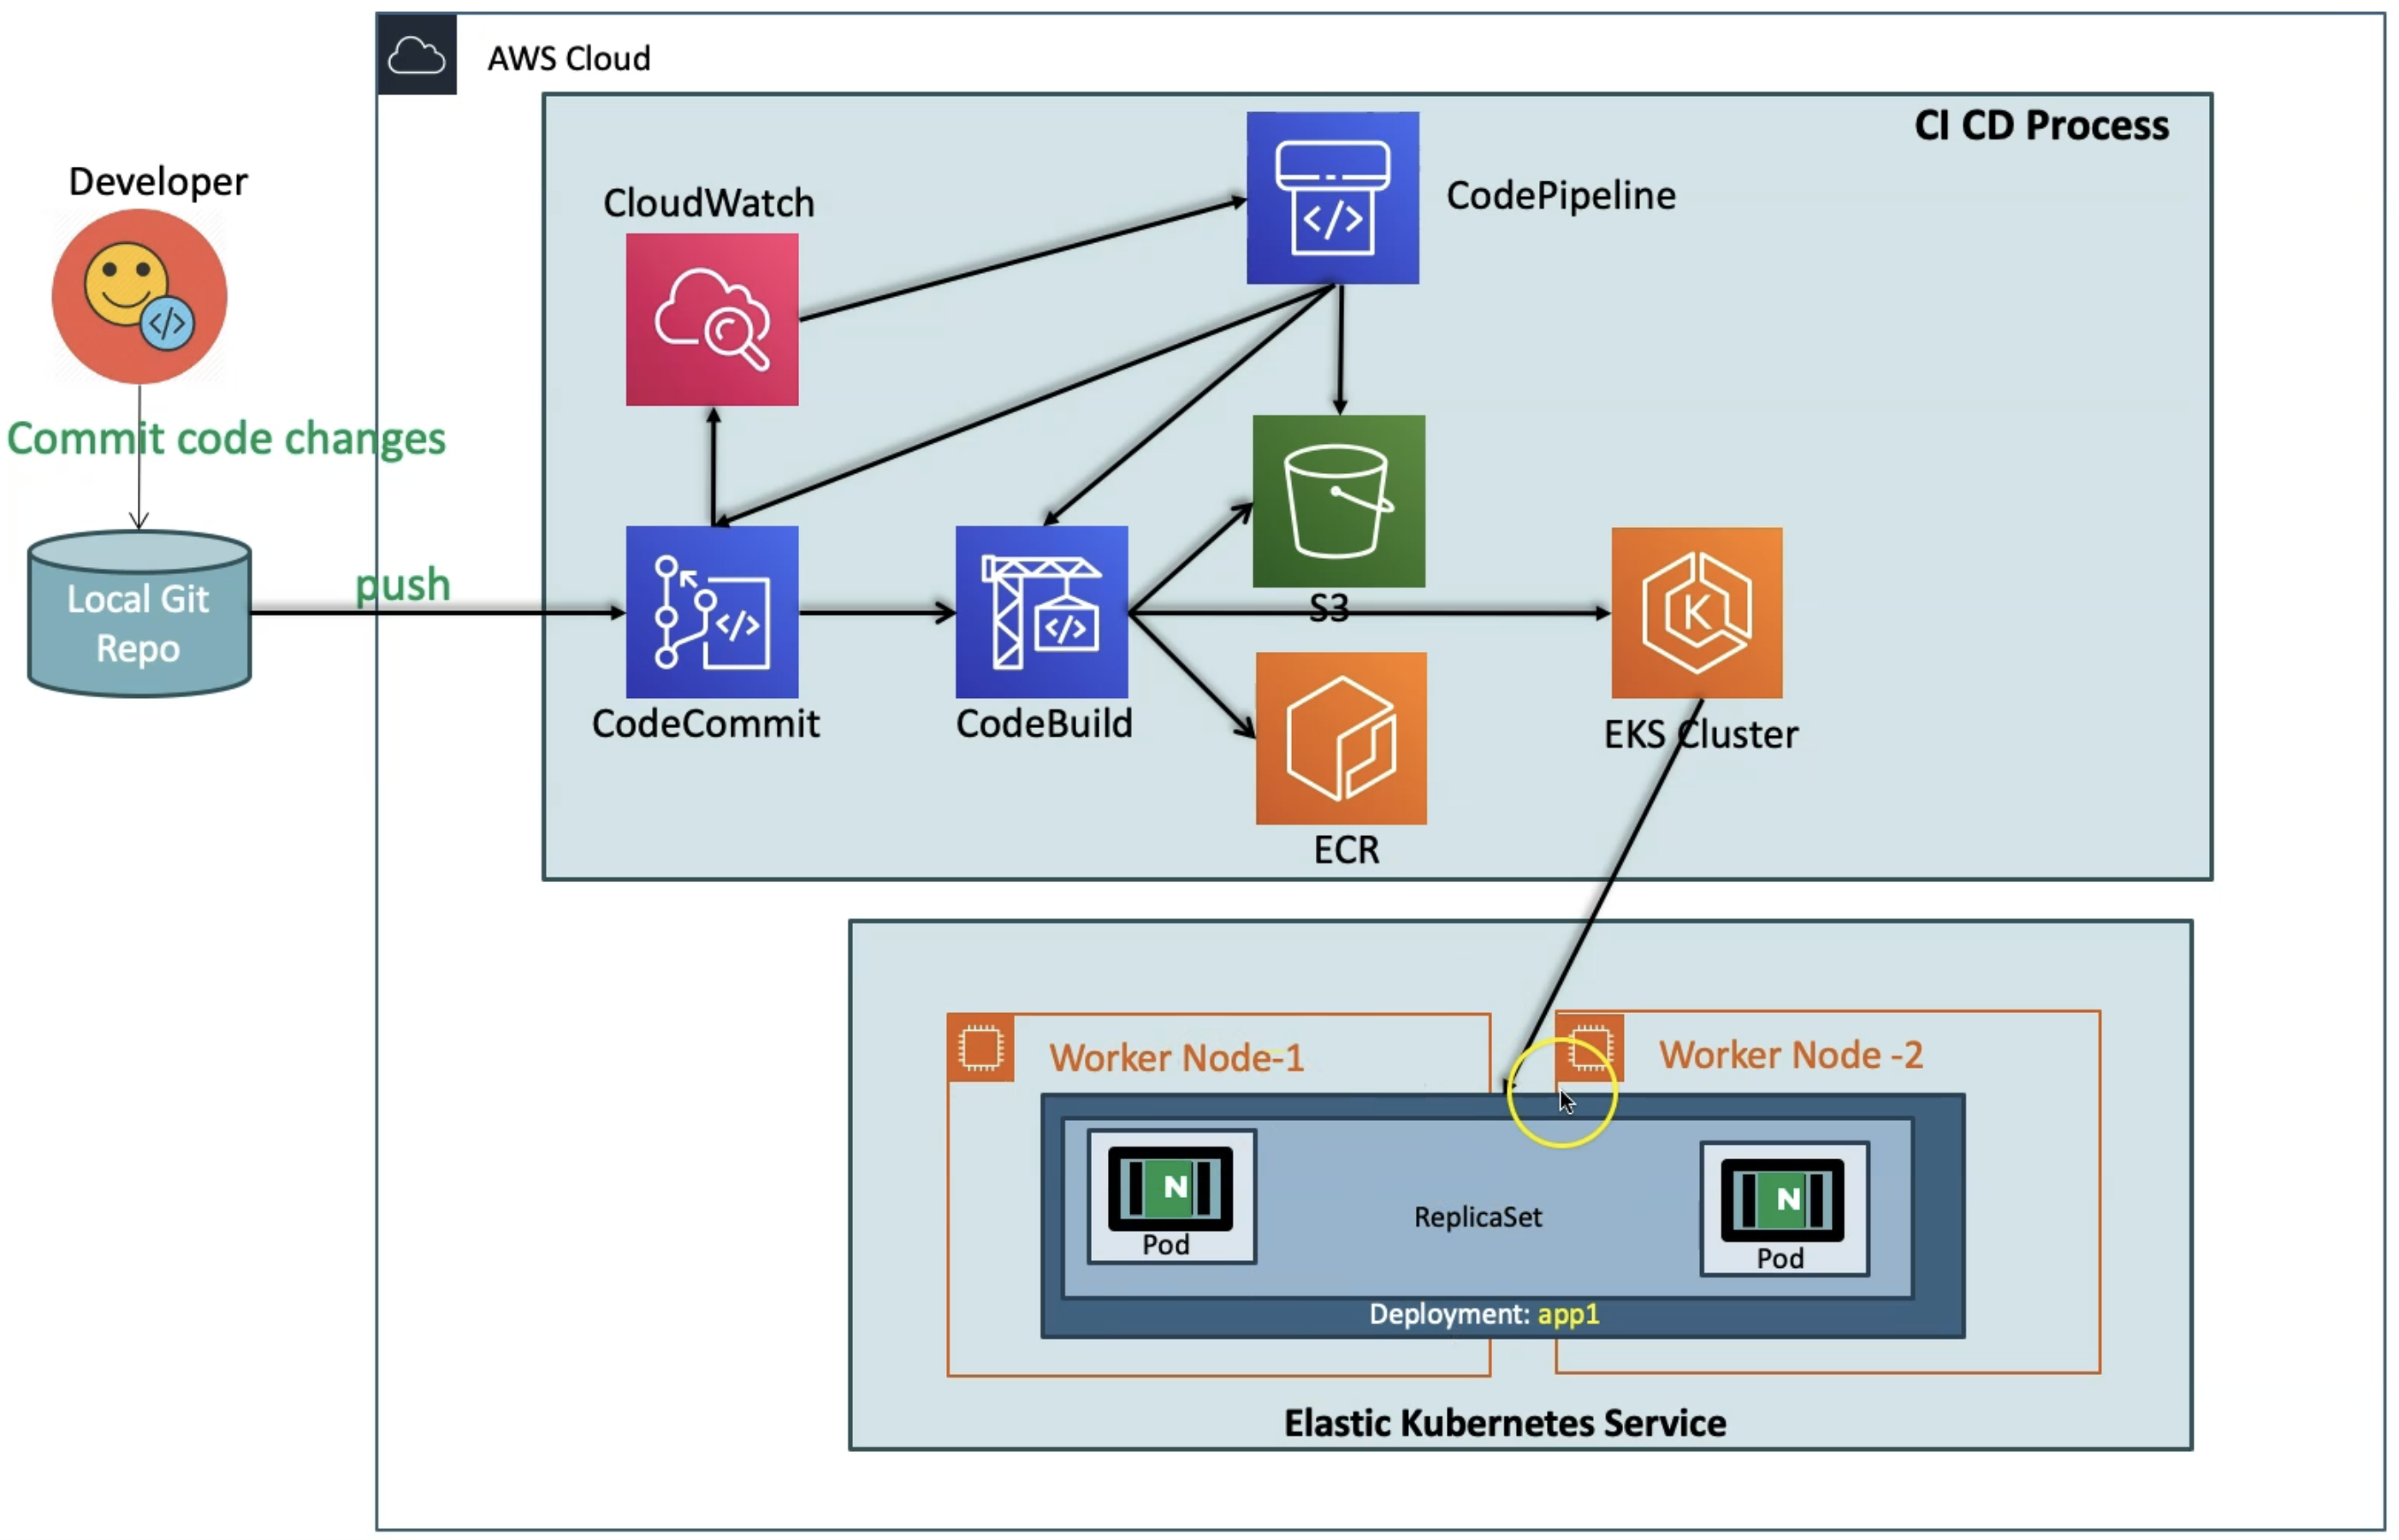 AWS Cloud
CI CD Process
Developer
CloudWatch
CodePipeline
Commit code changes
push
Local Git
Repo
S3
CodeCommit
CodeBuild
EKS Cluster
ECR
Worker Node-1
Worker Node -2
N
Pod
ReplicaSet
N
Pod
Deployment: app1
Elastic Kubernetes Service